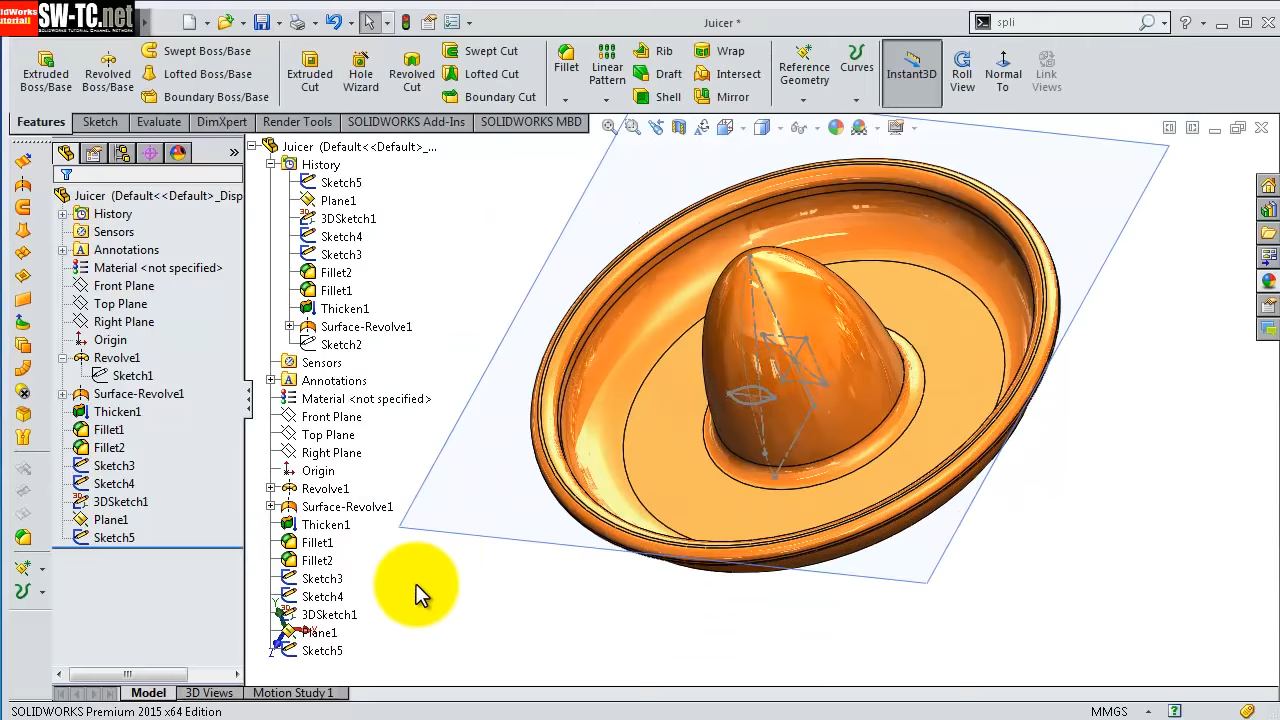 SolidWorks
Tutorial
SW-TC.net
SOLIDWORKS TUTORIAL CHANNEL NETWORK
Juicer *
spli
Extruded Boss/Base
Revolved Boss/Base
Swept Boss/Base
Lofted Boss/Base
Boundary Boss/Base
Extruded Cut
Hole Wizard
Revolved Cut
Swept Cut
Lofted Cut
Boundary Cut
Fillet
Linear Pattern
Rib
Draft
Shell
Wrap
Intersect
Mirror
Reference Geometry
Curves
Instant3D
Roll View
Normal To
Link Views
Features
Sketch
Evaluate
DimXpert
Render Tools
SOLIDWORKS Add-Ins
SOLIDWORKS MBD
Juicer (Default<<Default>_Disp
History
Sensors
Annotations
Material <not specified>
Front Plane
Top Plane
Right Plane
Origin
Revolve1
Sketch1
Surface-Revolve1
Thicken1
Fillet1
Fillet2
Sketch3
Sketch4
3DSketch1
Plane1
Sketch5
Juicer (Default<<Default>_...
History
Sketch5
Plane1
3DSketch1
Sketch4
Sketch3
Fillet2
Fillet1
Thicken1
Surface-Revolve1
Sketch2
Sensors
Annotations
Material <not specified>
Front Plane
Top Plane
Right Plane
Origin
Revolve1
Surface-Revolve1
Thicken1
Fillet1
Fillet2
Sketch3
Sketch4
3DSketch1
Plane1
Sketch5
Model
3D Views
Motion Study 1
SOLIDWORKS Premium 2015 x64 Edition
MMGS